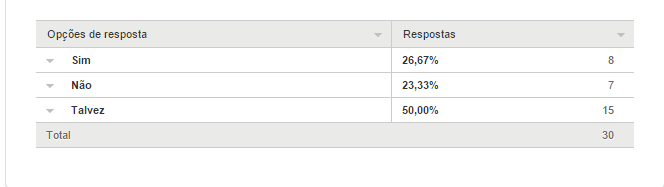 Opções de resposta Respostas
Sim 26,67% 8
Não 23,33% 7
Talvez 50,00% 15
Total 30